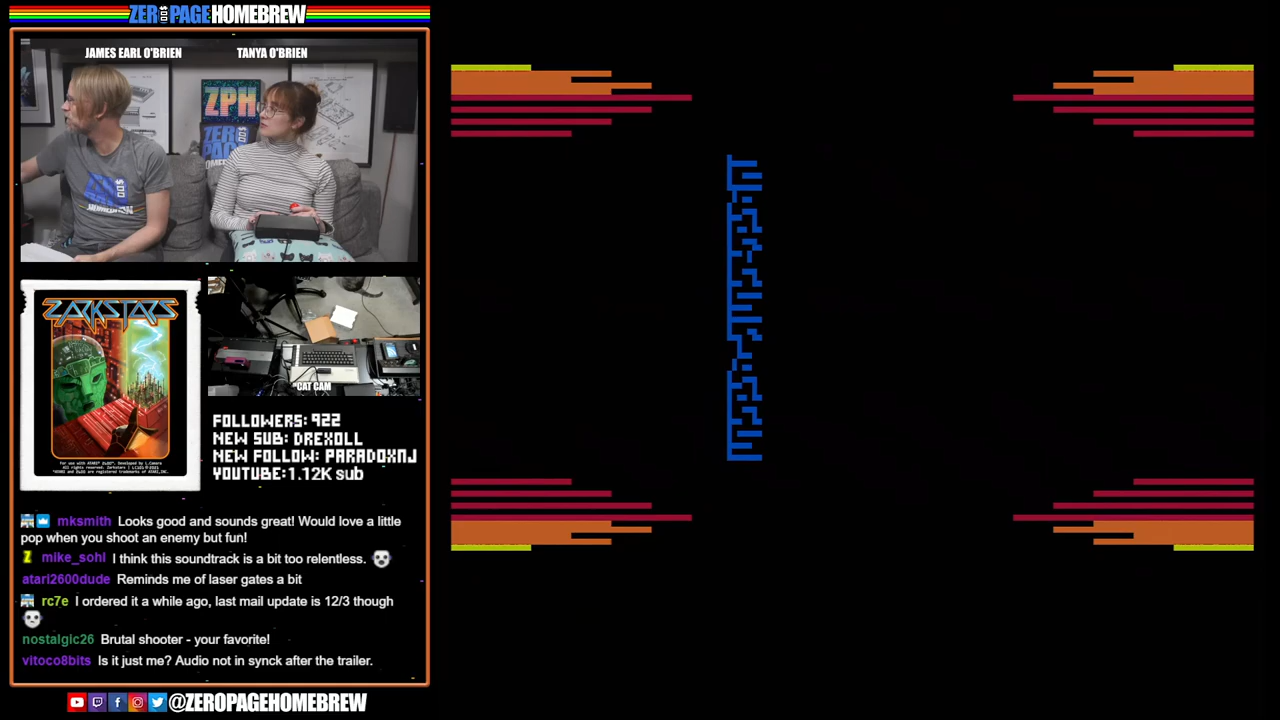 ZEROPAGE HOMEBREW
JAMES EARL O'BRIEN
TANYA O'BRIEN
ZPH
ZERO
PAGE
HOMEBREW
ZARKSTARS
*CAT CAM
FOLLOWERS: 922
NEW SUB: DREXOLL
NEW FOLLOW: PARADOXNJ
YOUTUBE:1.12K sub
mksmith Looks good and sounds great! Would love a little
pop when you shoot an enemy but fun!
mike_sohl I think this soundtrack is a bit too relentless.
atari2600dude Reminds me of laser gates a bit
rc7e I ordered it a while ago, last mail update is 12/3 though
nostalgic26 Brutal shooter - your favorite!
vitoco8bits Is it just me? Audio not in synck after the trailer.
@ZEROPAGEHOMEBREW